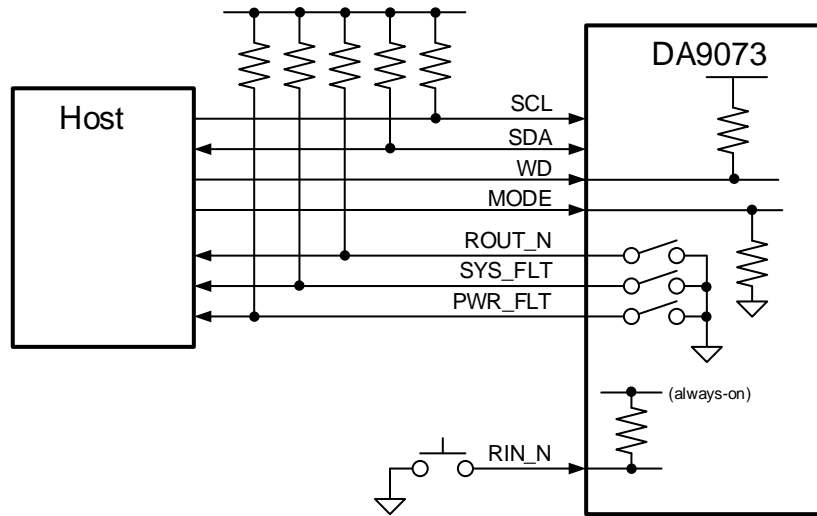 DA9073
Host
SCL
SDA
WD
MODE
ROUT_N
SYS_FLT
PWR_FLT
(always-on)
RIN_N